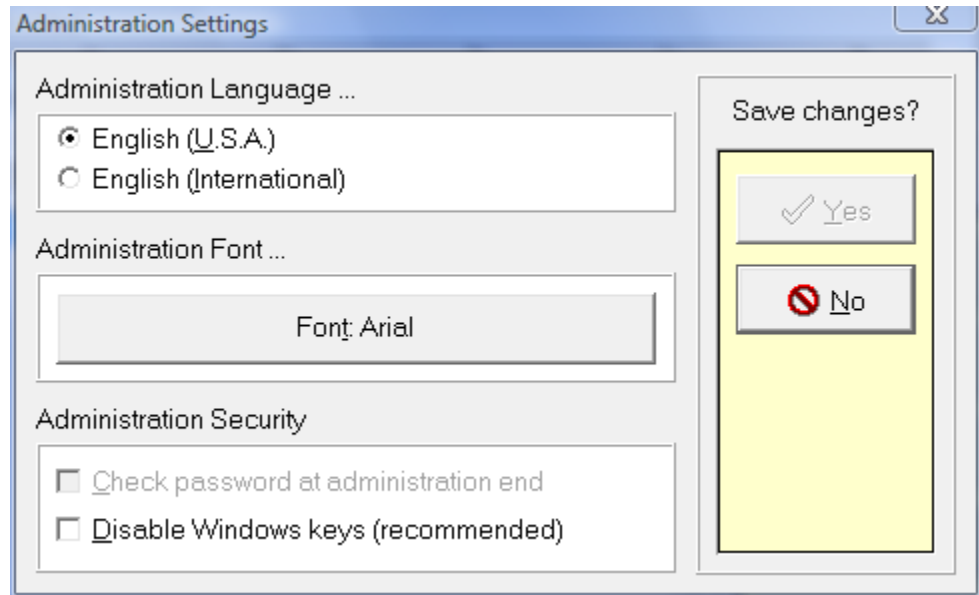 Administration Settings
Administration Language ...
English (U.S.A.)
English (International)
Administration Font ...
Font: Arial
Administration Security
Check password at administration end
Disable Windows keys (recommended)
Save changes?
Yes
No